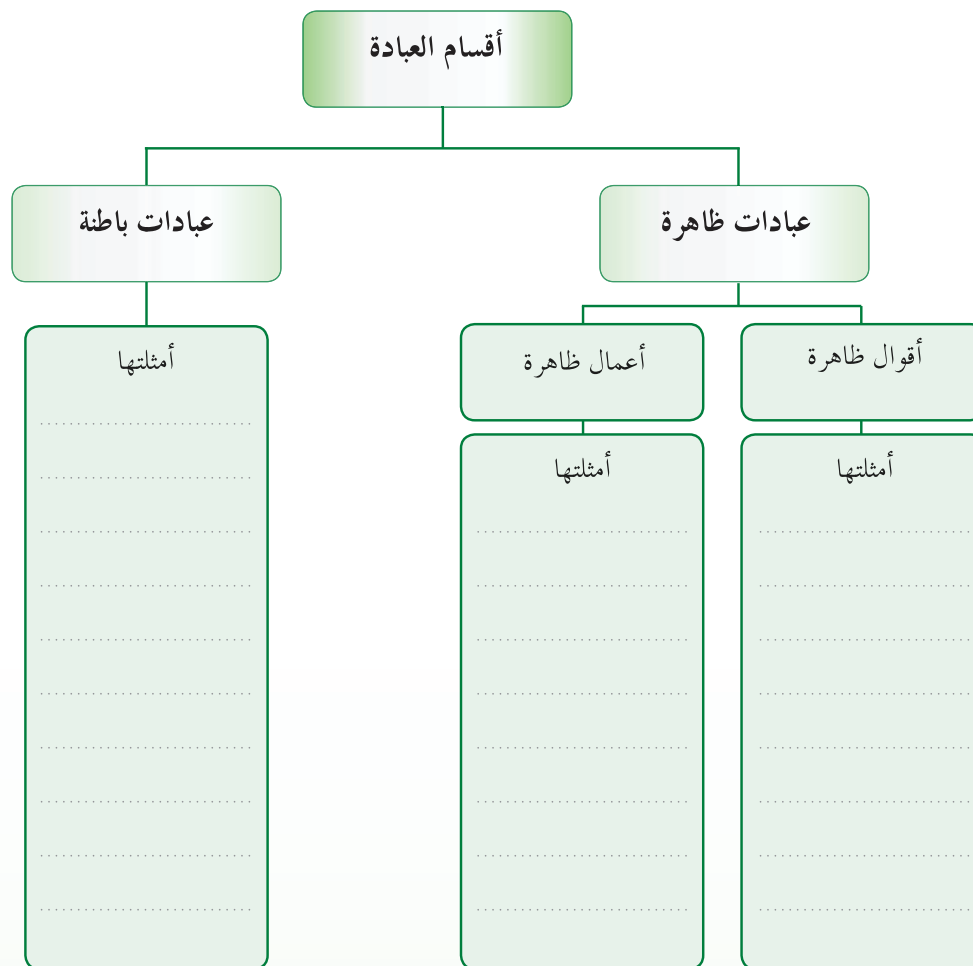 أقسام العبادة
عبادات ظاهرة
عبادات باطنة
أقوال ظاهرة
أعمال ظاهرة
أمثلتها
أمثلتها
أمثلتها